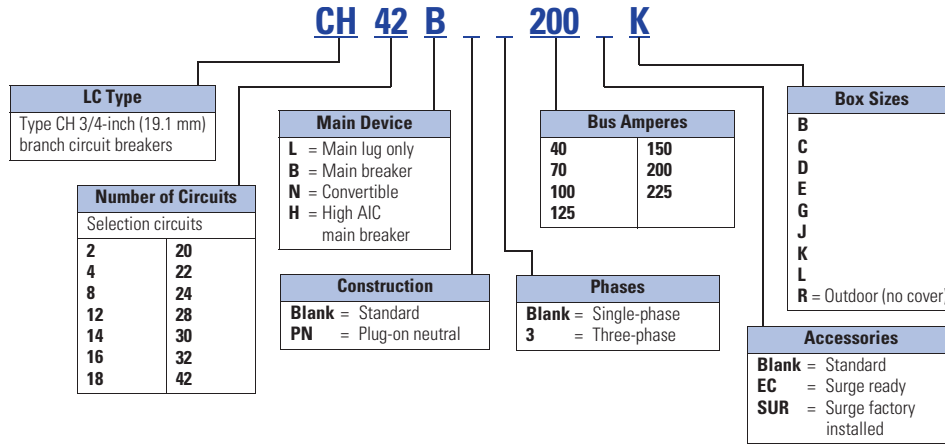 CH 42 B _ _ 200 _ K
LC Type
Type CH 3/4-inch (19.1 mm)
branch circuit breakers
Number of Circuits
Selection circuits
2 20
4 22
8 24
12 28
14 30
16 32
18 42
Main Device
L = Main lug only
B = Main breaker
N = Convertible
H = High AIC
main breaker
Construction
Blank = Standard
PN = Plug-on neutral
Bus Amperes
40 150
70 200
100 225
125
Phases
Blank = Single-phase
3 = Three-phase
Box Sizes
B
C
D
E
G
J
K
L
R = Outdoor (no cover)
Accessories
Blank = Standard
EC = Surge ready
SUR = Surge factory
installed